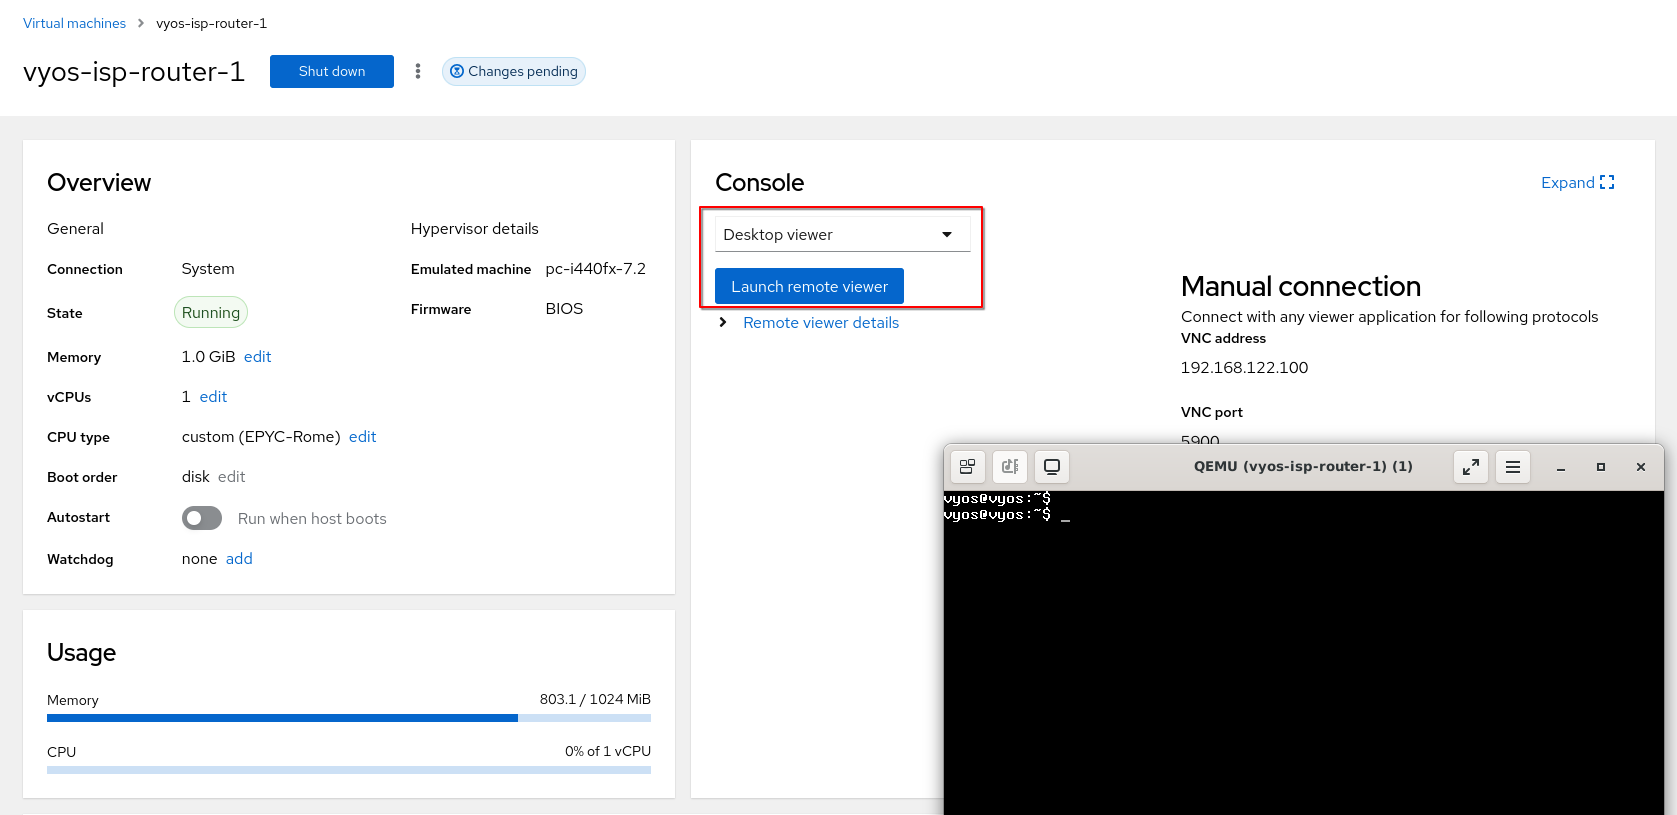 Virtual machines > vyos-isp-router-1
vyos-isp-router-1
Shut down
Changes pending
Overview
General
Connection System
State Running
Memory 1.0 GiB edit
vCPUs 1 edit
CPU type custom (EPYC-Rome) edit
Boot order disk edit
Autostart Run when host boots
Watchdog none add
Hypervisor details
Emulated machine pc-i440fx-7.2
Firmware BIOS
Usage
Memory 803.1 / 1024 MiB
CPU 0% of 1 vCPU
Console
Expand
Desktop viewer
Launch remote viewer
Remote viewer details
Manual connection
Connect with any viewer application for following protocols
VNC address
192.168.122.100
VNC port
5900
QEMU (vyos-isp-router-1) (1)
vyos@vyos:~$
vyos@vyos:~$ _